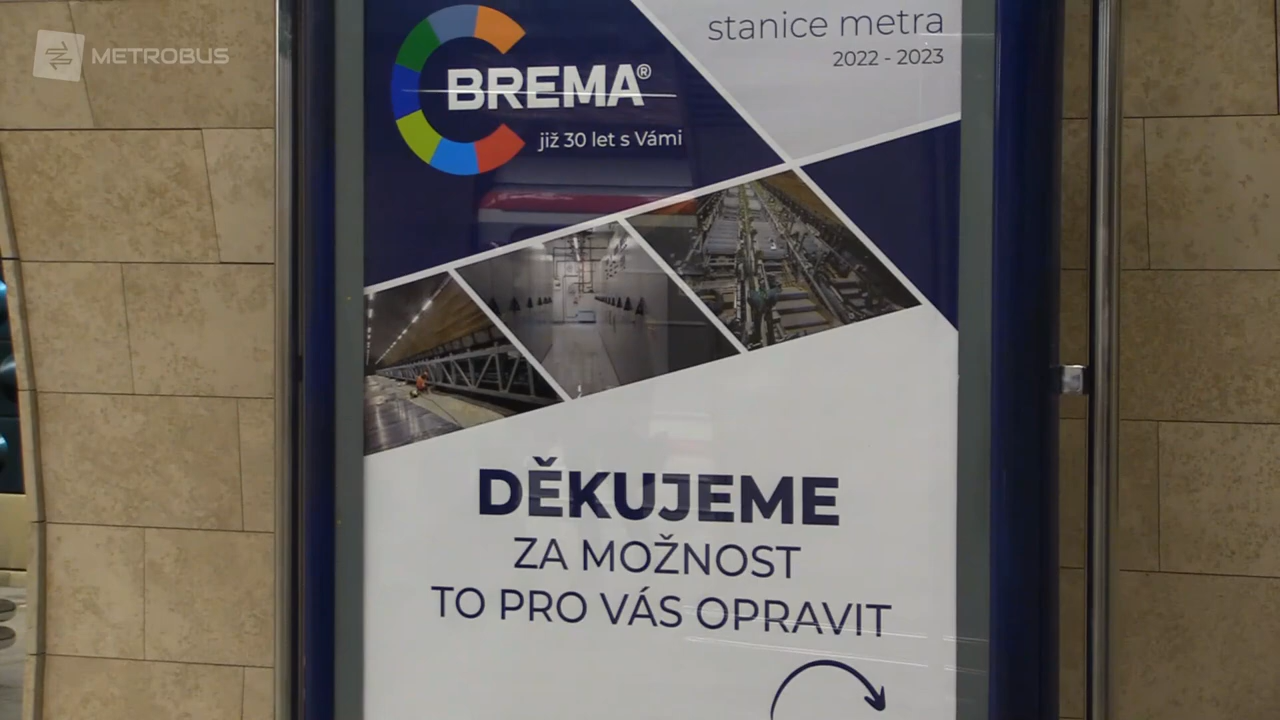 METROBUS
stanice metra
2022 - 2023
BREMA®
již 30 let s Vámi
DĚKUJEME
ZA MOŽNOST
TO PRO VÁS OPRAVIT